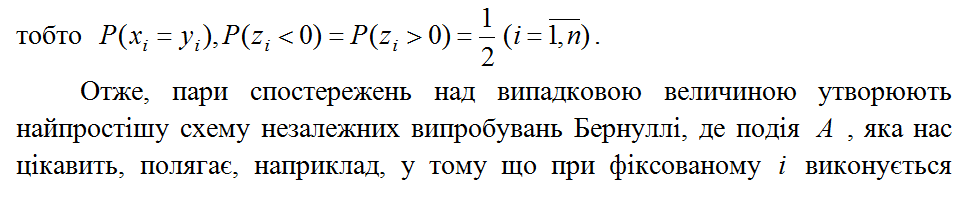 тобто P(x_i = y_i), P(z_i < 0) = P(z_i > 0) = 1/2 (i = \overline{1, n}).
Отже, пари спостережень над випадковою величиною утворюють
найпростішу схему незалежних випробувань Бернуллі, де подія A , яка нас
цікавить, полягає, наприклад, у тому що при фіксованому i виконується